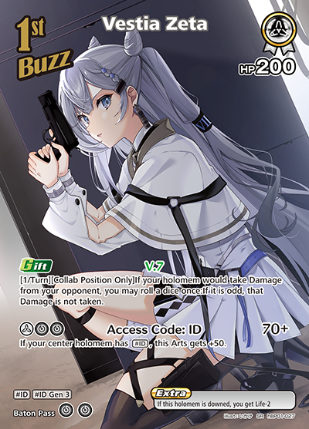 Vestia Zeta
1st
Buzz
HP200
Gift
V.7
[1/Turn][Collab Position Only]If your holomem would take Damage
from your opponent, you may roll a dice once:If it is odd, that
Damage is not taken.
Access Code: ID
70+
If your center holomem has #ID, this Arts gets +50.
#ID
#ID Gen 3
Extra
If this holomem is downed, you get Life-2
Baton Pass